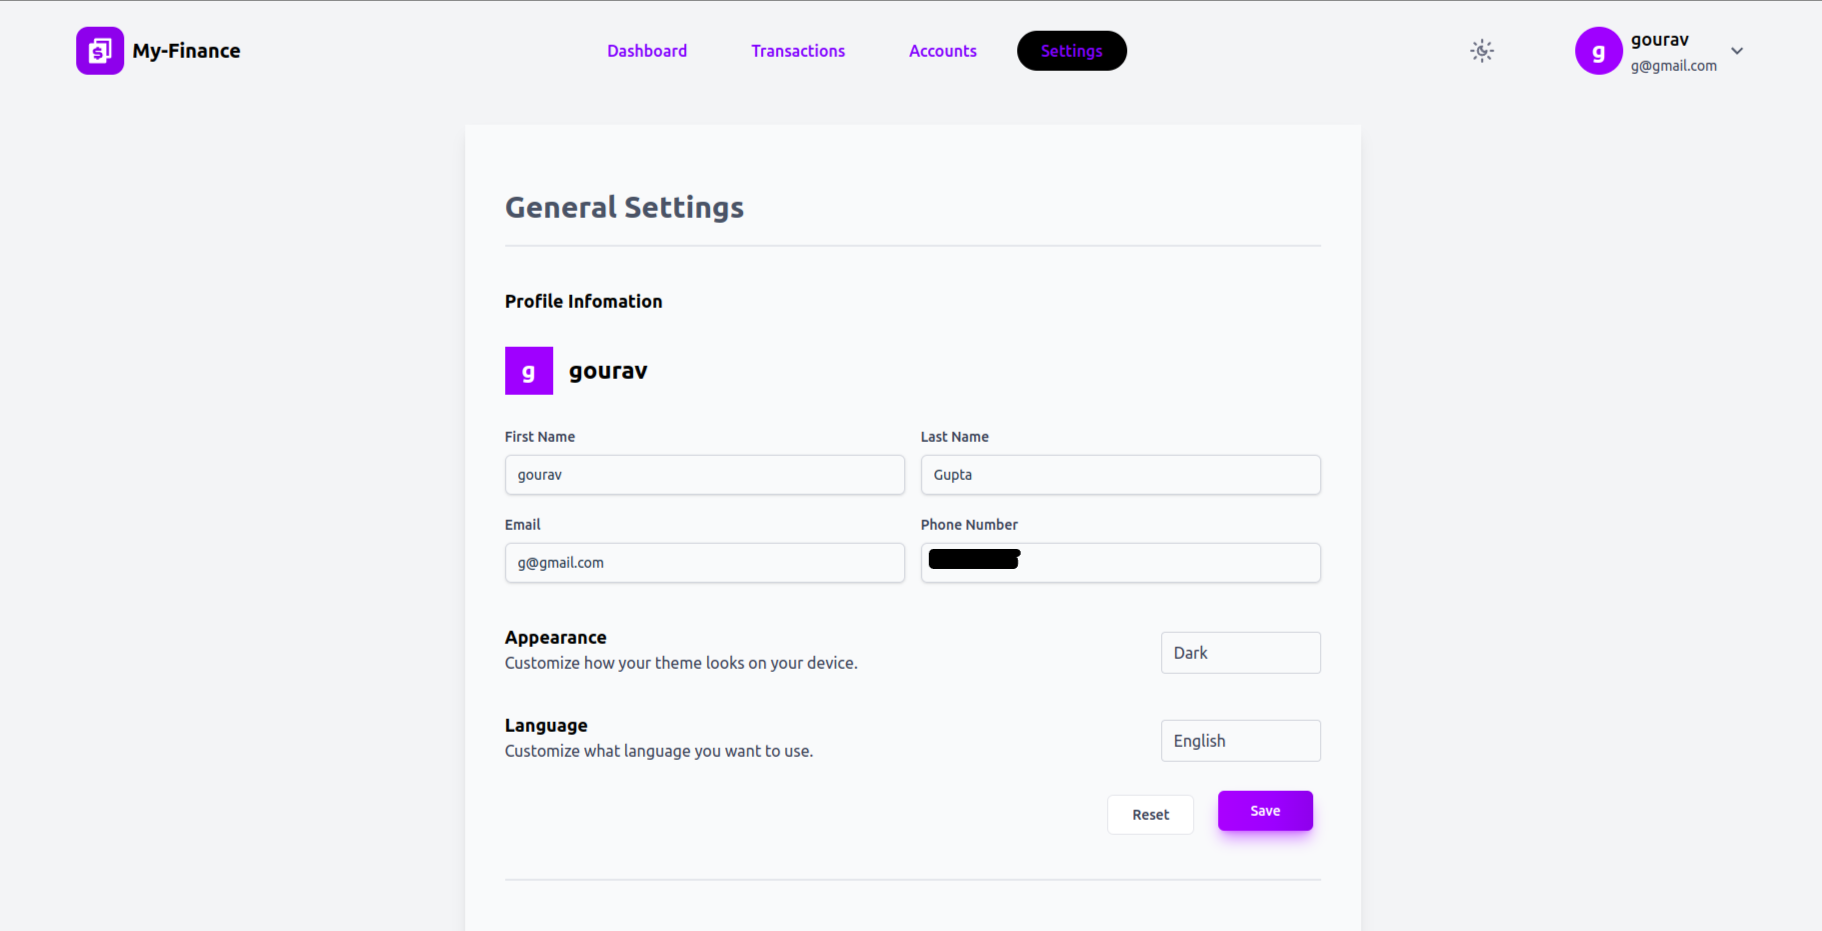 My-Finance
Dashboard Transactions Accounts Settings
g gourav
g@gmail.com
General Settings
Profile Infomation
g gourav
First Name Last Name
gourav Gupta
Email Phone Number
g@gmail.com
Appearance
Customize how your theme looks on your device.
Dark
Language
Customize what language you want to use.
English
Reset Save